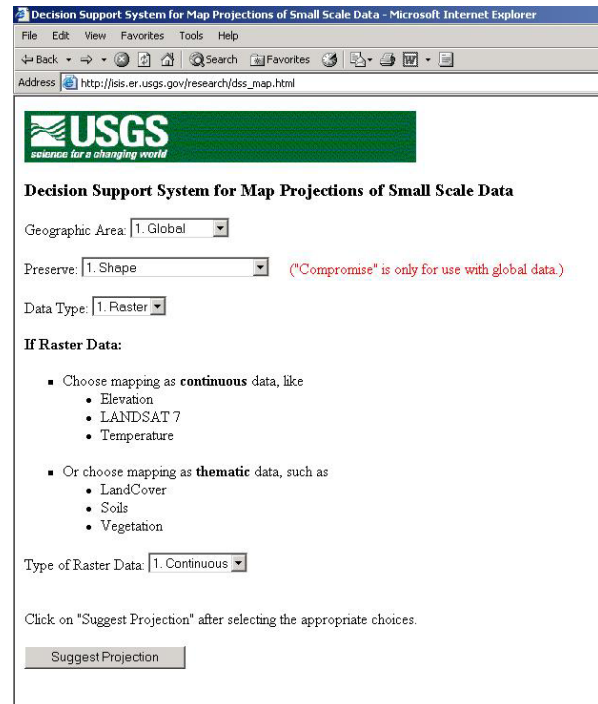 Decision Support System for Map Projections of Small Scale Data - Microsoft Internet Explorer
File Edit View Favorites Tools Help
Back Search Favorites
Address http://isis.er.usgs.gov/research/dss_map.html
USGS
science for a changing world
Decision Support System for Map Projections of Small Scale Data
Geographic Area: 1. Global
Preserve: 1. Shape ("Compromise" is only for use with global data.)
Data Type: 1. Raster
If Raster Data:
Choose mapping as continuous data, like
Elevation
LANDSAT 7
Temperature
Or choose mapping as thematic data, such as
LandCover
Soils
Vegetation
Type of Raster Data: 1. Continuous
Click on "Suggest Projection" after selecting the appropriate choices.
Suggest Projection